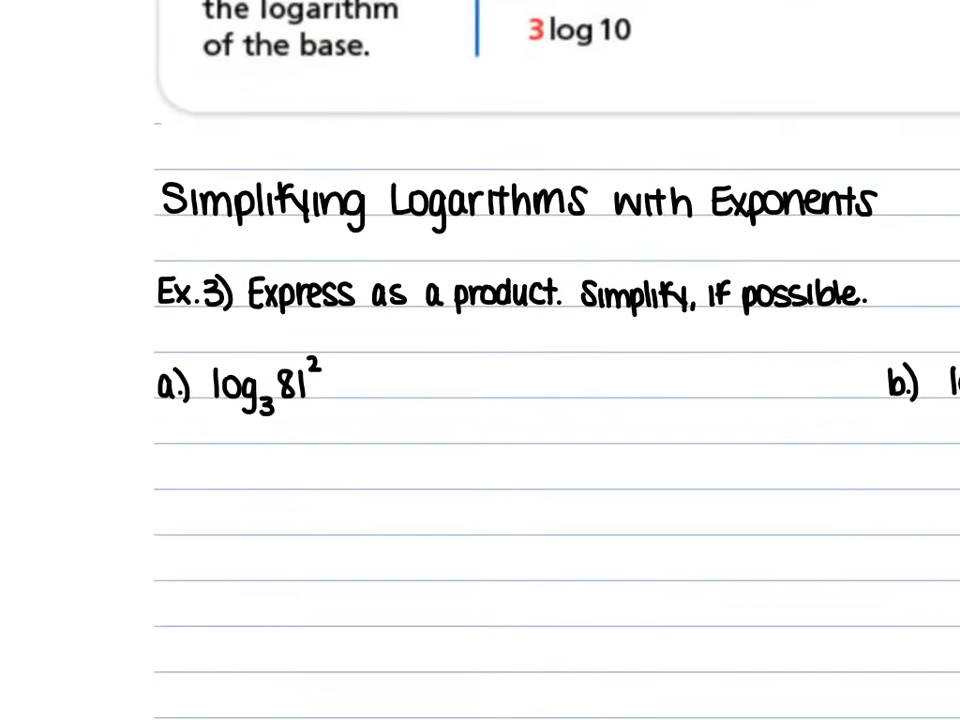 the logarithm
of the base.
3 log 10
Simplifying Logarithms with Exponents
Ex.3) Express as a product. Simplify, if possible.
a.) log₃81²
b.)